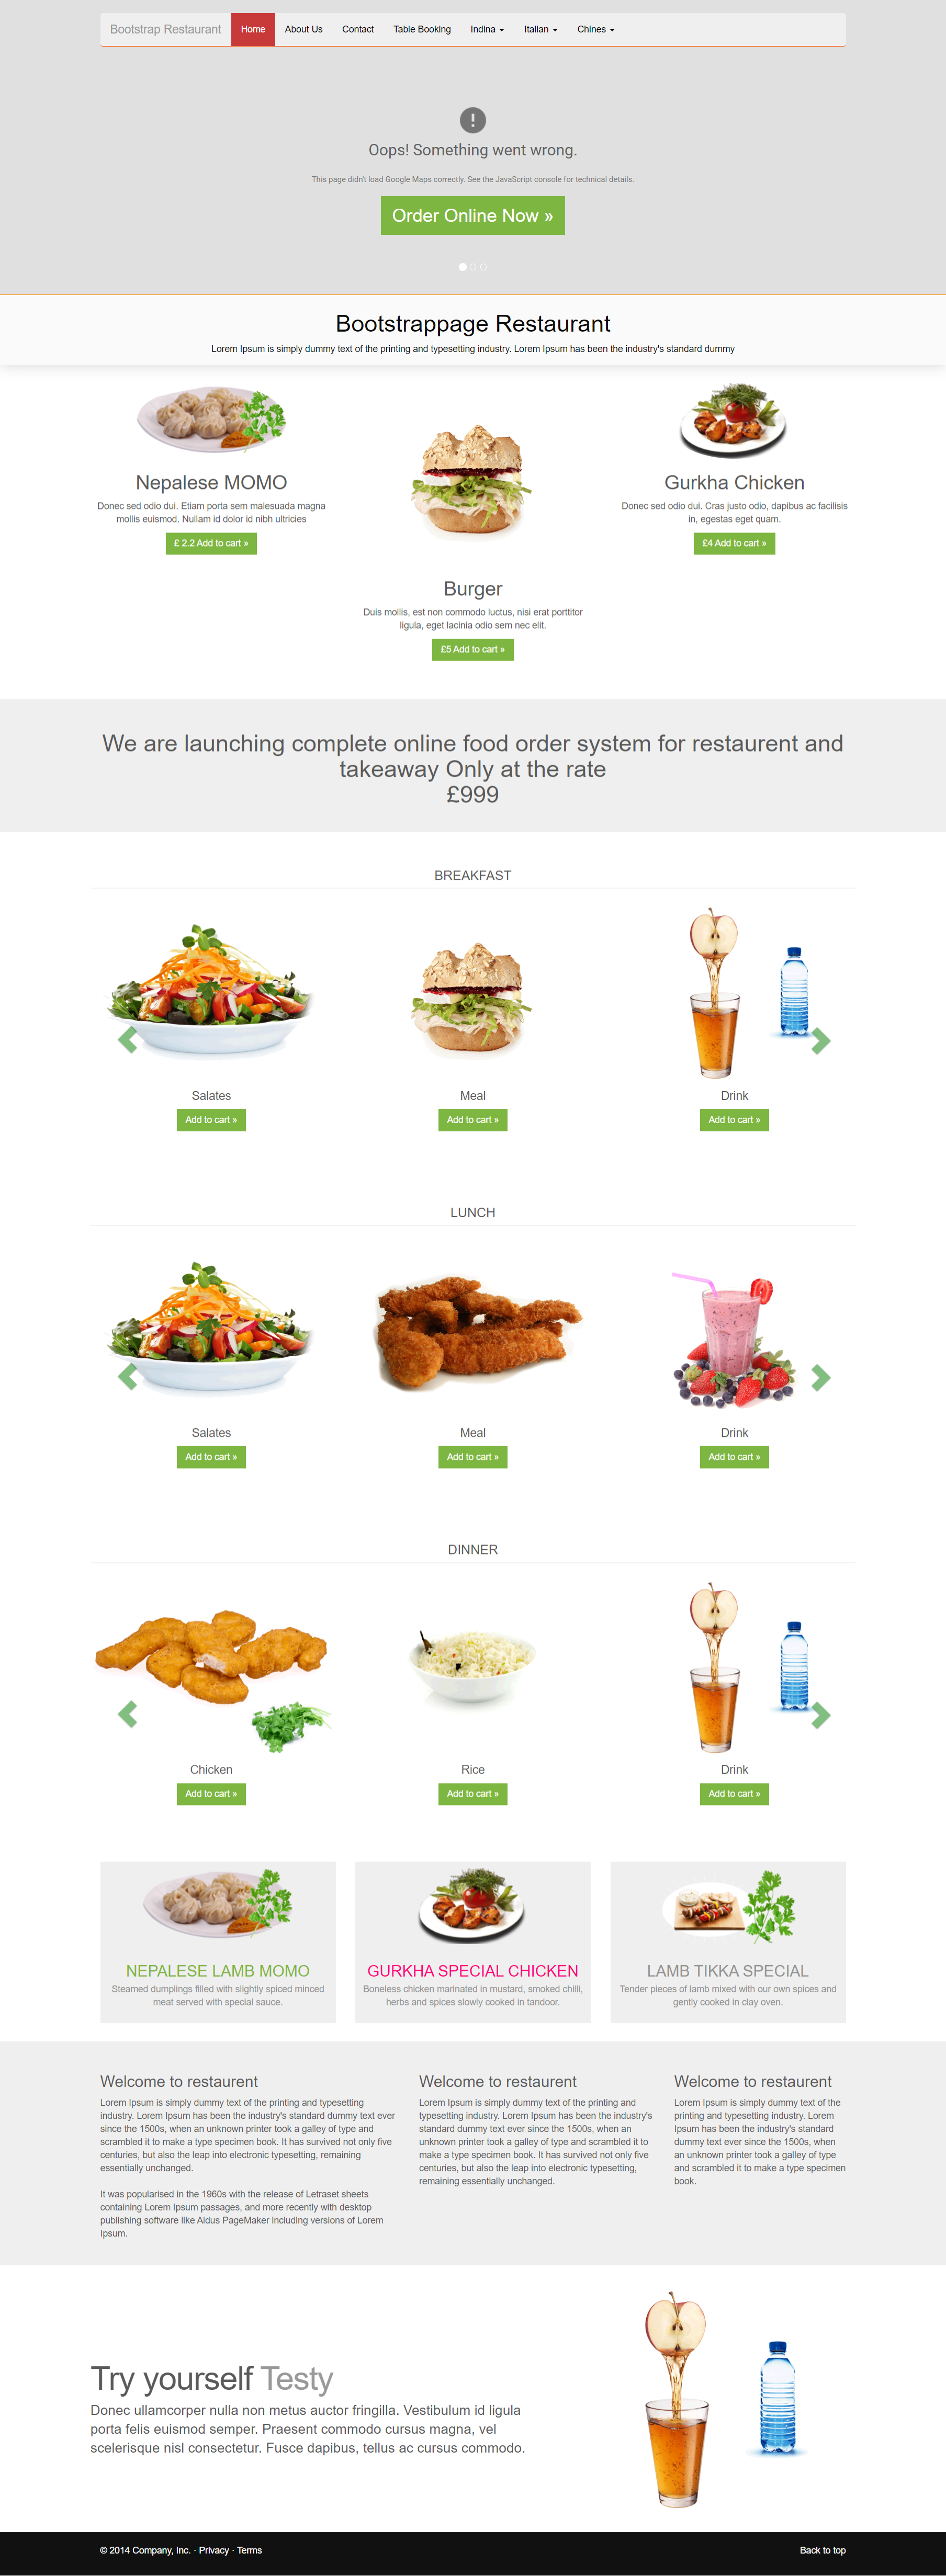 Bootstrap Restaurant Home About Us Contact Table Booking Indina Italian Chines
Oops! Something went wrong.
This page didn't load Google Maps correctly. See the JavaScript console for technical details.
Order Online Now »
Bootstrappage Restaurant
Lorem Ipsum is simply dummy text of the printing and typesetting industry. Lorem Ipsum has been the industry's standard dummy
Nepalese MOMO
Donec sed odio dui. Etiam porta sem malesuada magna
mollis euismod. Nullam id dolor id nibh ultricies
£ 2.2 Add to cart »
Burger
Duis mollis, est non commodo luctus, nisi erat porttitor
ligula, eget lacinia odio sem nec elit.
£5 Add to cart »
Gurkha Chicken
Donec sed odio dui. Cras justo odio, dapibus ac facilisis
in, egestas eget quam.
£4 Add to cart »
We are launching complete online food order system for restaurent and
takeaway Only at the rate
£999
BREAKFAST
Salates
Add to cart »
Meal
Add to cart »
Drink
Add to cart »
LUNCH
Salates
Add to cart »
Meal
Add to cart »
Drink
Add to cart »
DINNER
Chicken
Add to cart »
Rice
Add to cart »
Drink
Add to cart »
NEPALESE LAMB MOMO
Steamed dumplings filled with slightly spiced minced
meat served with special sauce.
GURKHA SPECIAL CHICKEN
Boneless chicken marinated in mustard, smoked chilli,
herbs and spices slowly cooked in tandoor.
LAMB TIKKA SPECIAL
Tender pieces of lamb mixed with our own spices and
gently cooked in clay oven.
Welcome to restaurent
Lorem Ipsum is simply dummy text of the printing and typesetting
industry. Lorem Ipsum has been the industry's standard dummy text ever
since the 1500s, when an unknown printer took a galley of type and
scrambled it to make a type specimen book. It has survived not only five
centuries, but also the leap into electronic typesetting, remaining
essentially unchanged.
It was popularised in the 1960s with the release of Letraset sheets
containing Lorem Ipsum passages, and more recently with desktop
publishing software like Aldus PageMaker including versions of Lorem
Ipsum.
Welcome to restaurent
Lorem Ipsum is simply dummy text of the printing and
typesetting industry. Lorem Ipsum has been the industry's
standard dummy text ever since the 1500s, when an
unknown printer took a galley of type and scrambled it to
make a type specimen book. It has survived not only five
centuries, but also the leap into electronic typesetting,
remaining essentially unchanged.
Welcome to restaurent
Lorem Ipsum is simply dummy text of the
printing and typesetting industry. Lorem
Ipsum has been the industry's standard
dummy text ever since the 1500s, when
an unknown printer took a galley of type
and scrambled it to make a type specimen
book.
Try yourself Testy
Donec ullamcorper nulla non metus auctor fringilla. Vestibulum id ligula
porta felis euismod semper. Praesent commodo cursus magna, vel
scelerisque nisl consectetur. Fusce dapibus, tellus ac cursus commodo.
© 2014 Company, Inc. · Privacy · Terms Back to top